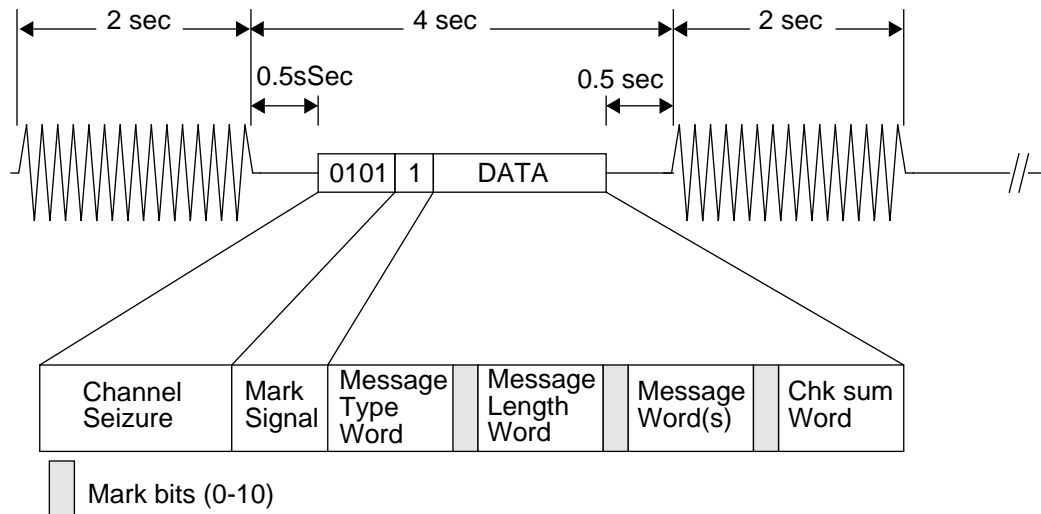 2 sec
4 sec
2 sec
0.5sSec
0.5 sec
0101
1
DATA
Channel
Seizure
Mark
Signal
Message
Type
Word
Message
Length
Word
Message
Word(s)
Chk sum
Word
Mark bits (0-10)